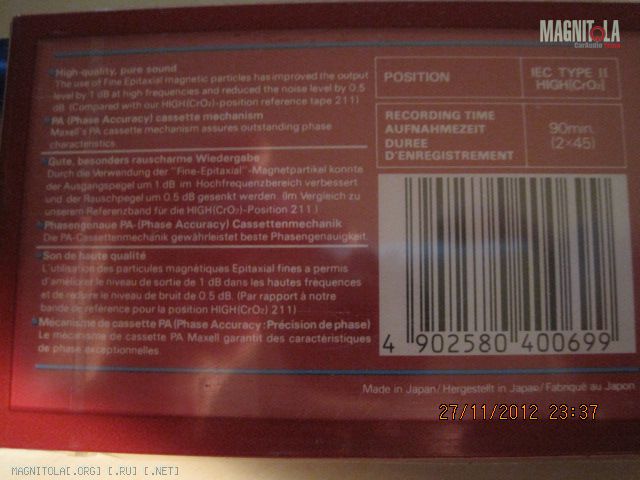 MAGNITOLA
CarAudio Team
High-quality, pure sound
The use of Fine Epitaxial magnetic particles has improved the output
level by 1 dB at high frequencies and reduced the noise level by 0.5
dB. (Compared with our HIGH(CrO₂)-position reference tape 211)
PA (Phase Accuracy) cassette mechanism
Maxell's PA cassette mechanism assures outstanding phase
characteristics.
Gute, besonders rauscharme Wiedergabe
Durch die Verwendung der "Fine-Epitaxial"-Magnetpartikel konnte
der Ausgangspegel um 1 dB im Hochfrequenzbereich verbessert
und der Rauschpegel um 0.5 dB gesenkt werden. (Im Vergleich zu
unserem Referenzband für die HIGH(CrO₂)-Position 211)
Phasengenaue PA-(Phase Accuracy) Cassettenmechanik
Die PA-Cassettenmechanik gewährleistet beste Phasengenauigkeit.
Son de haute qualité
L'utilisation des particules magnétiques Epitaxial fines a permis
d'améliorer le niveau de sortie de 1 dB dans les hautes fréquences
et de réduire le niveau de bruit de 0.5 dB. (Par rapport à notre
bande de référence pour la position HIGH(CrO₂) 211)
Mécanisme de cassette PA (Phase Accuracy: Précision de phase)
Le mécanisme de cassette PA Maxell garantit des caractéristiques
de phase exceptionnelles.
POSITION
IEC TYPE II
HIGH[CrO₂]
RECORDING TIME
AUFNAHMEZEIT
DUREE
D'ENREGISTREMENT
90min.
(2×45)
4 902580 400699
Made in Japan/Hergestellt in Japan/Fabriqué au Japon
27/11/2012 23:37
MAGNITOLA[.ORG] [.RU] [.NET]